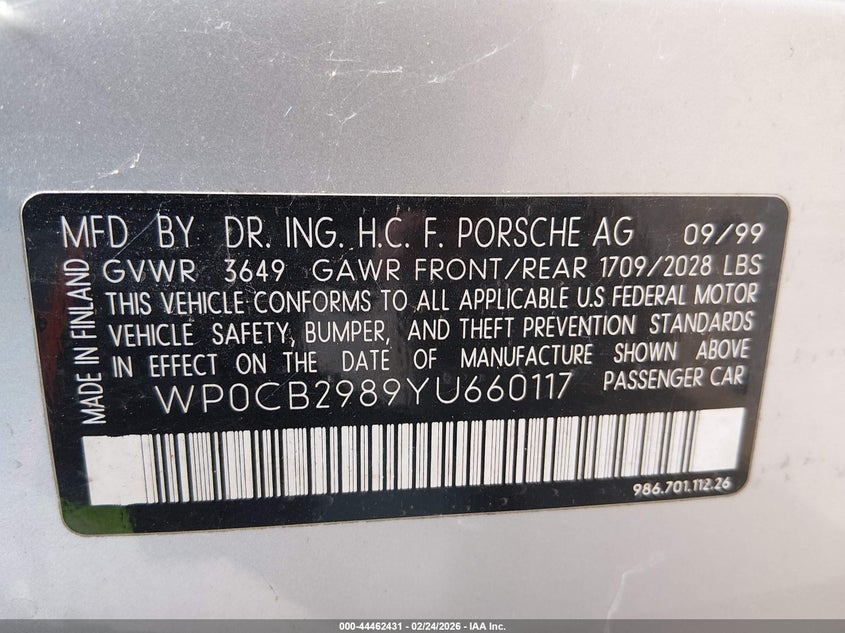 MFD BY DR. ING. H.C. F. PORSCHE AG 09/99
GVWR 3649 GAWR FRONT/REAR 1709/2028 LBS
THIS VEHICLE CONFORMS TO ALL APPLICABLE U.S FEDERAL MOTOR
VEHICLE SAFETY, BUMPER, AND THEFT PREVENTION STANDARDS
IN EFFECT ON THE DATE OF MANUFACTURE SHOWN ABOVE
WP0CB2989YU660117 PASSENGER CAR
MADE IN FINLAND
986.701.112.26
000-44462431 - 02/24/2026 - IAA Inc.